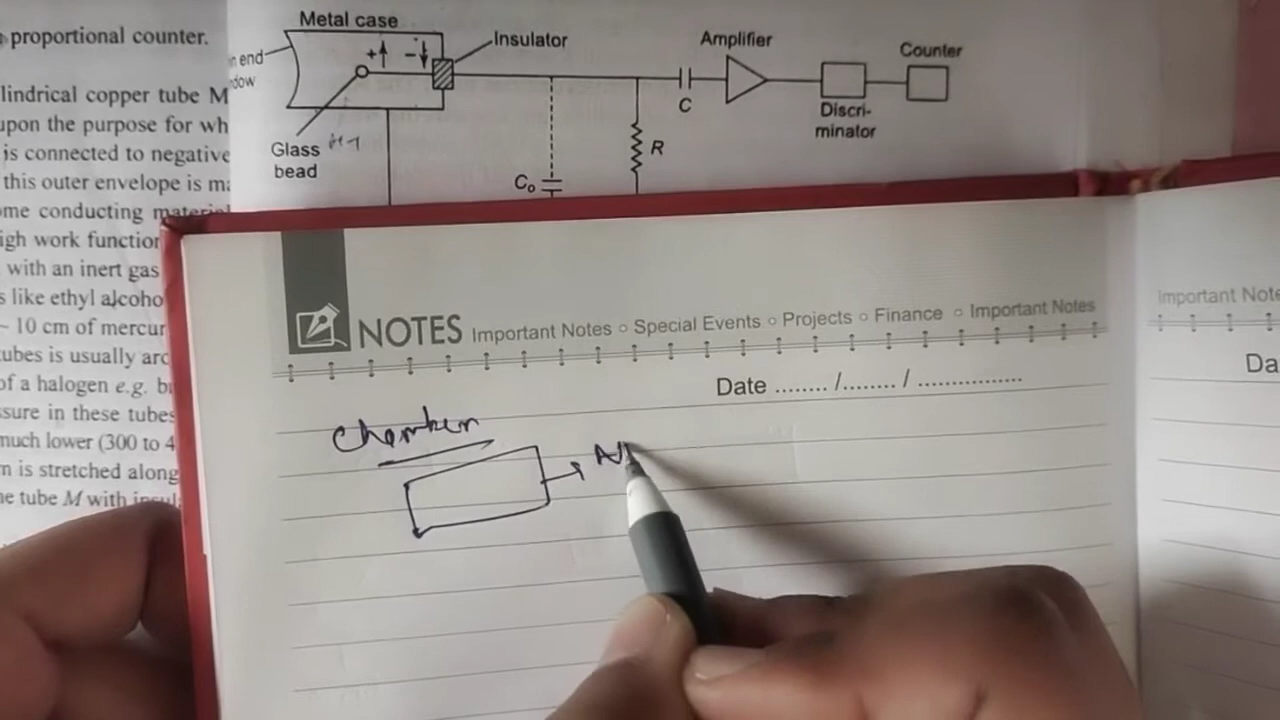 proportional counter.
lindrical copper tube M
upon the purpose for wh
is connected to negative
this outer envelope is ma
ome conducting material
igh work function
with an inert gas
s like ethyl alcoho
– 10 cm of mercur
tubes is usually arc
of a halogen e.g. b
ssure in these tubes
much lower (300 to 4
n is stretched along
he tube M with insul
Metal case
n end
dow
+ −
Insulator
Glass
bead
C₀
R
C
Amplifier
Discri-
minator
Counter
NOTES Important Notes ○ Special Events ○ Projects ○ Finance ○ Important Notes
Date ........ /........ / ................
Important Note
Da
Chamber